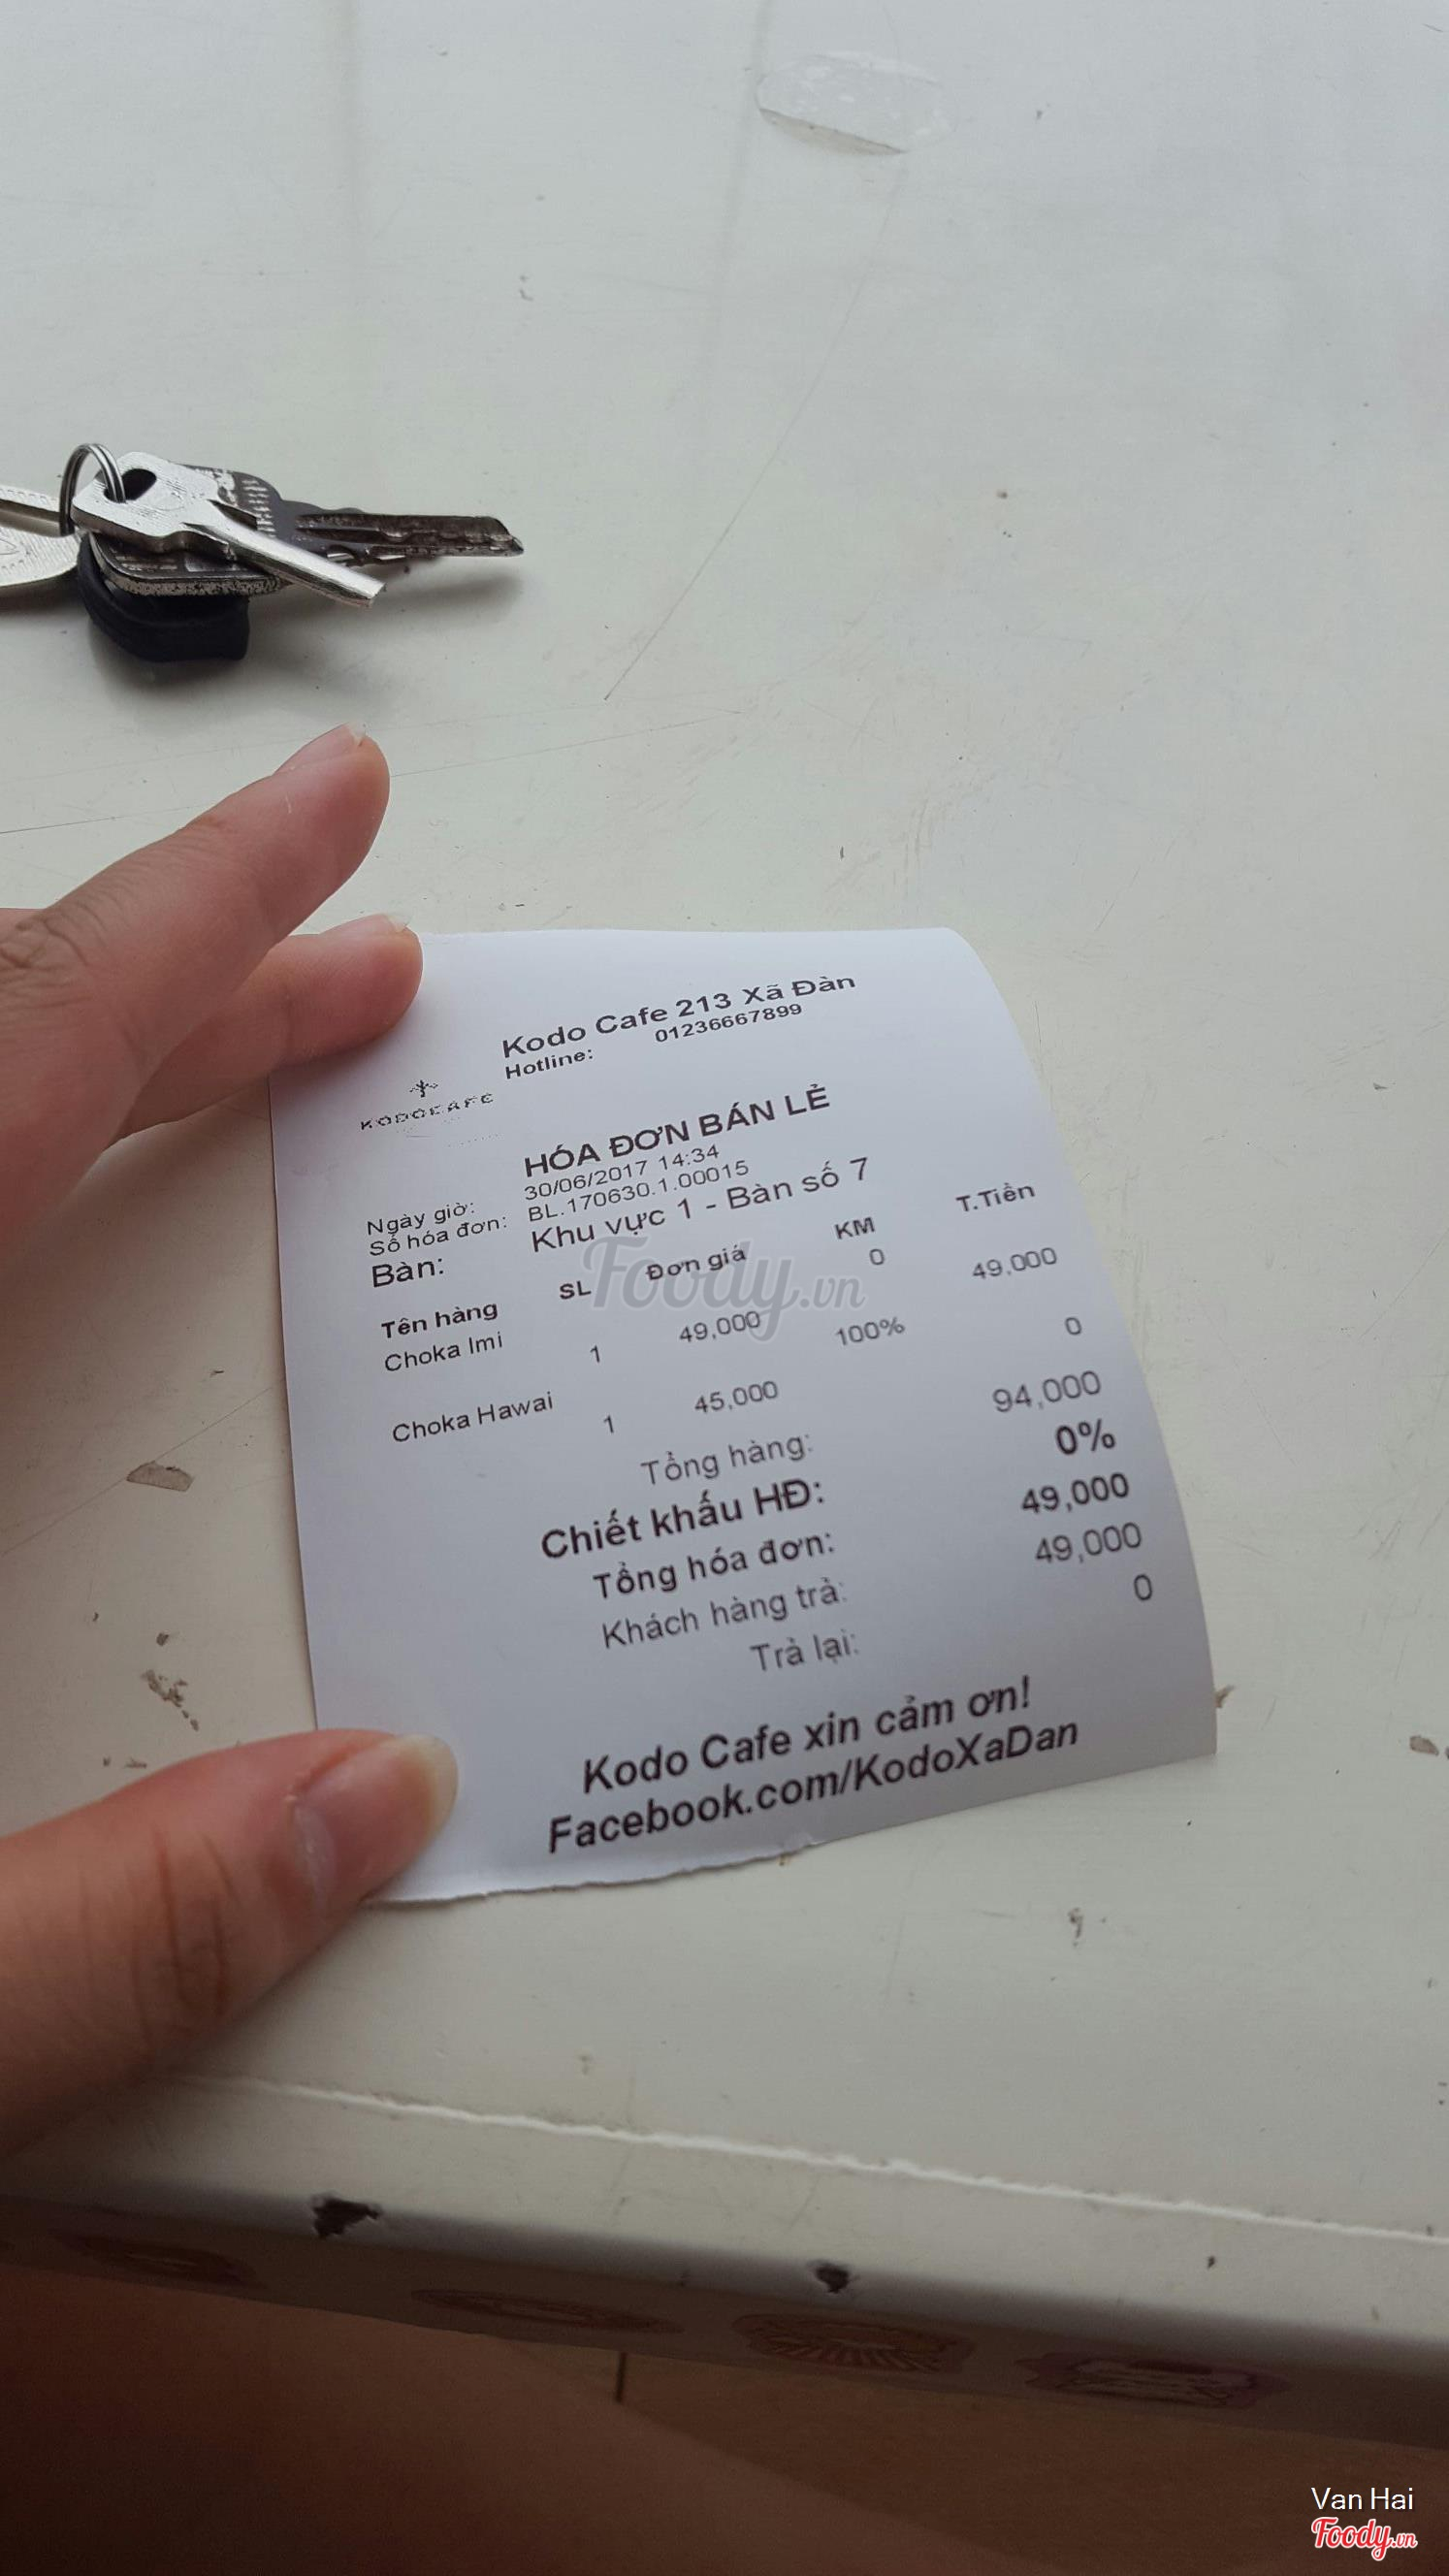 Kodo Cafe 213 Xã Đàn
Hotline: 01236667899
KODOCAFE
HÓA ĐƠN BÁN LẺ
Ngày giờ: 30/06/2017 14:34
Số hóa đơn: BL.170630.1.00015
Bàn: Khu vực 1 - Bàn số 7
Tên hàng SL Đơn giá KM T.Tiền
Choka Imi 1 49,000 0 49,000
Choka Hawai 1 45,000 100% 0
Tổng hàng: 94,000
Chiết khấu HĐ: 0%
Tổng hóa đơn: 49,000
Khách hàng trả: 49,000
Trả lại: 0
Kodo Cafe xin cảm ơn!
Facebook.com/KodoXaDan
Foody.vn
Van Hai
Foody.vn